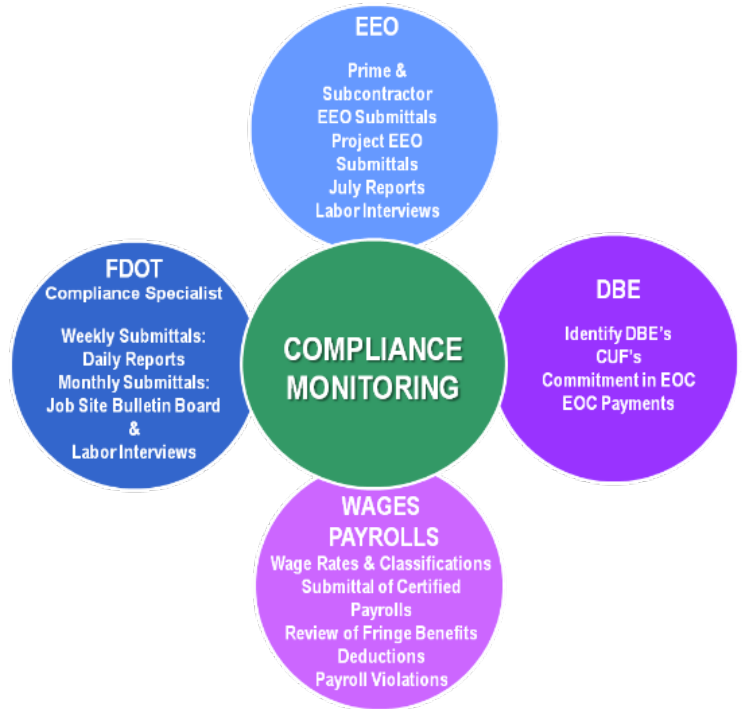 EEO
Prime &
Subcontractor
EEO Submittals
Project EEO
Submittals
July Reports
Labor Interviews
FDOT
Compliance Specialist
Weekly Submittals:
Daily Reports
Monthly Submittals:
Job Site Bulletin Board
&
Labor Interviews
COMPLIANCE
MONITORING
DBE
Identify DBE's
CUF's
Commitment in EOC
EOC Payments
WAGES
PAYROLLS
Wage Rates & Classifications
Submittal of Certified
Payrolls
Review of Fringe Benefits
Deductions
Payroll Violations